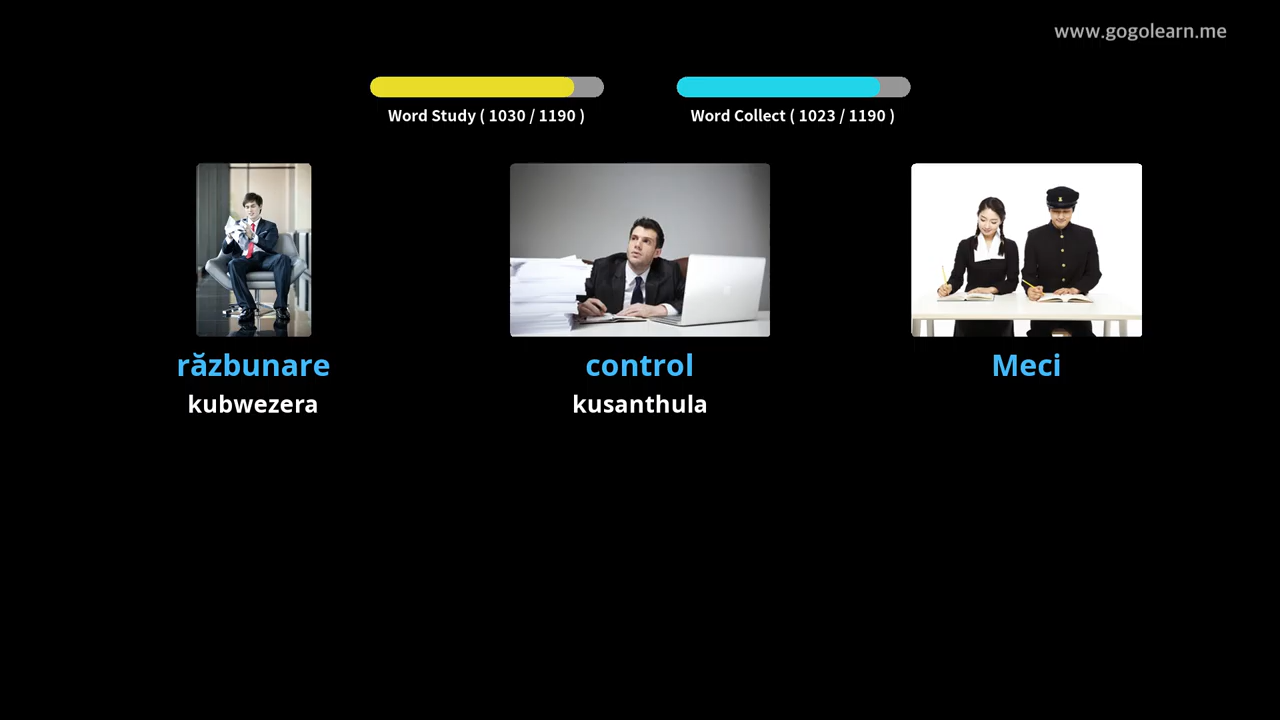 www.gogolearn.me
Word Study ( 1030 / 1190 )
Word Collect ( 1023 / 1190 )
răzbunare
kubwezera
control
kusanthula
Meci